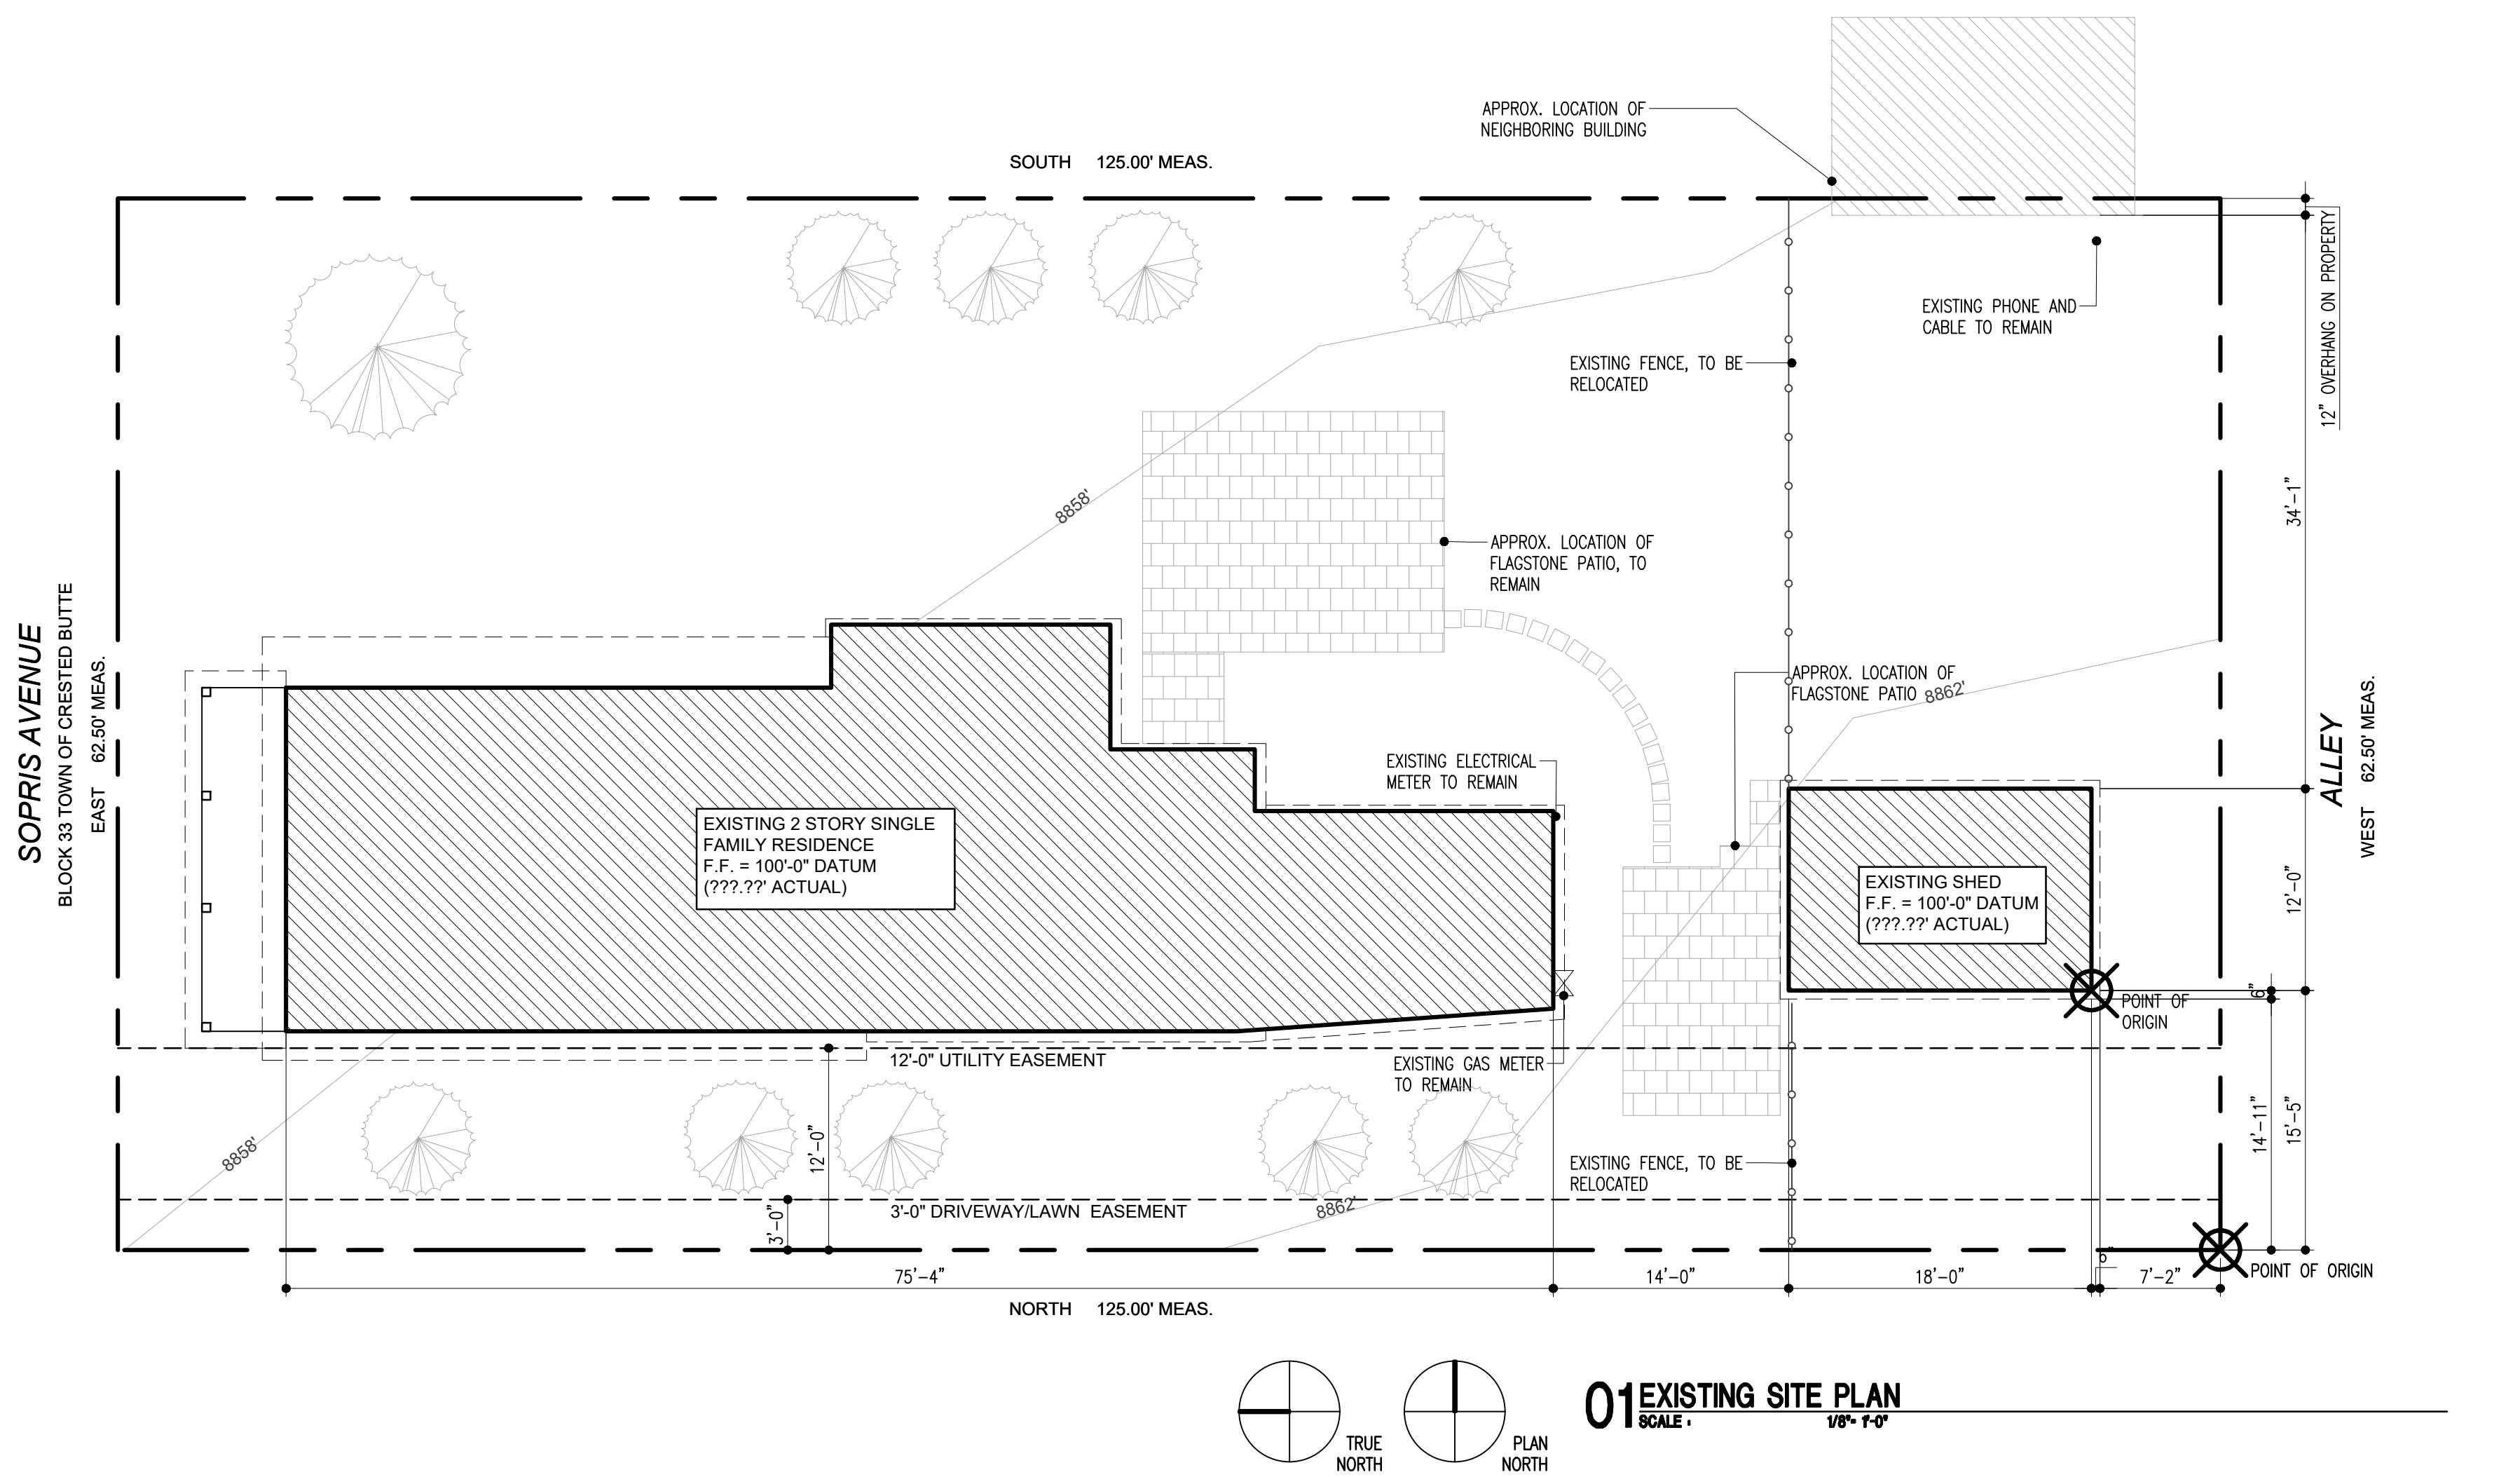 APPROX. LOCATION OF
NEIGHBORING BUILDING
SOUTH 125.00' MEAS.
12" OVERHANG ON PROPERTY
EXISTING PHONE AND
CABLE TO REMAIN
EXISTING FENCE, TO BE
RELOCATED
34'-1"
8858'
APPROX. LOCATION OF
FLAGSTONE PATIO, TO
REMAIN
SOPRIS AVENUE
BLOCK 33 TOWN OF CRESTED BUTTE
EAST 62.50' MEAS.
APPROX. LOCATION OF
FLAGSTONE PATIO
8862'
ALLEY
WEST 62.50' MEAS.
EXISTING ELECTRICAL
METER TO REMAIN
EXISTING 2 STORY SINGLE
FAMILY RESIDENCE
F.F. = 100'-0" DATUM
(???.??' ACTUAL)
EXISTING SHED
F.F. = 100'-0" DATUM
(???.??' ACTUAL)
12'-0"
6"
POINT OF
ORIGIN
12'-0" UTILITY EASEMENT
EXISTING GAS METER
TO REMAIN
8858'
12'-0"
14'-11"
15'-5"
EXISTING FENCE, TO BE
RELOCATED
3'-0"
3'-0" DRIVEWAY/LAWN EASEMENT
8862'
6"
75'-4"
14'-0"
18'-0"
7'-2"
POINT OF ORIGIN
NORTH 125.00' MEAS.
TRUE
NORTH
PLAN
NORTH
01 EXISTING SITE PLAN
SCALE : 1/8"= 1'-0"